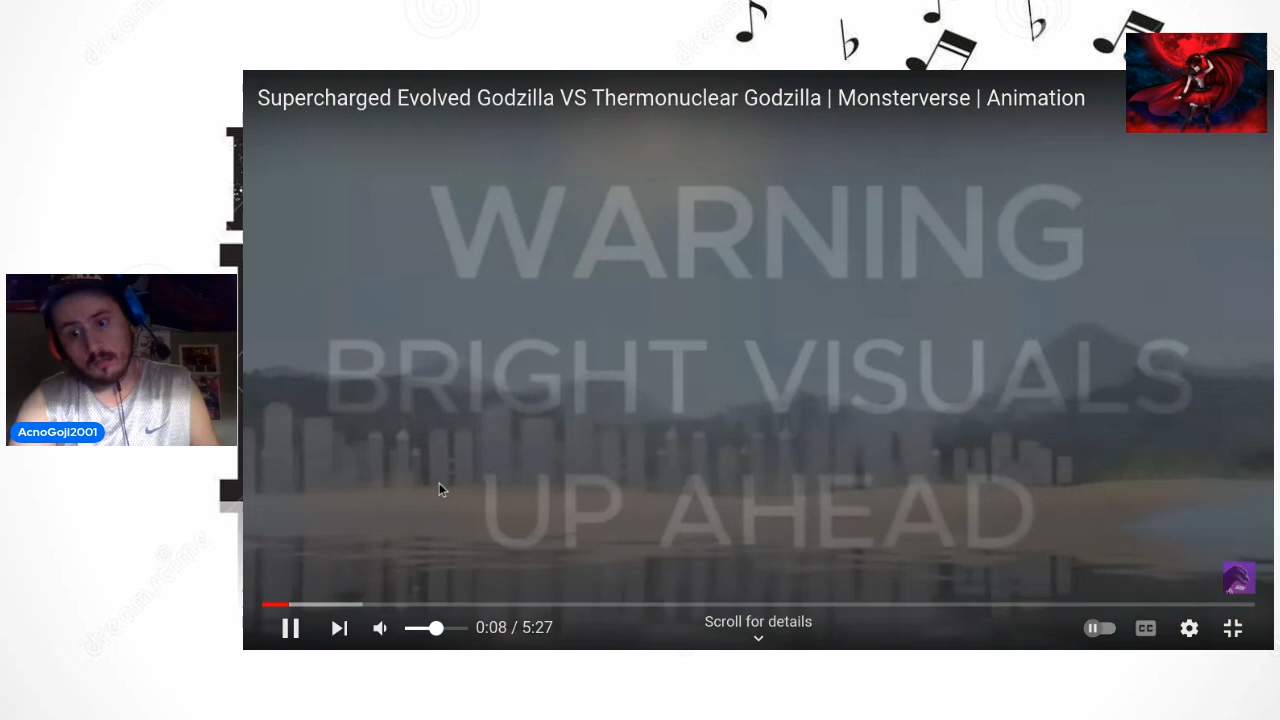 Supercharged Evolved Godzilla VS Thermonuclear Godzilla | Monsterverse | Animation
WARNING
BRIGHT VISUALS
UP AHEAD
AcnoGoji2001
0:08 / 5:27
Scroll for details
CC